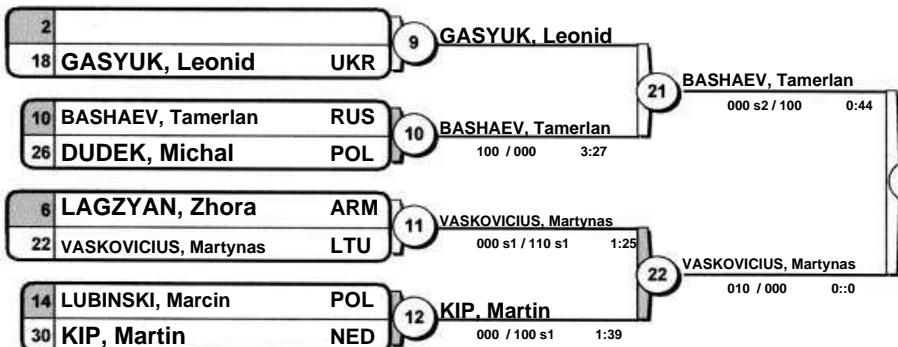 2
18 GASYUK, Leonid UKR
9
GASYUK, Leonid
10 BASHAEV, Tamerlan RUS
26 DUDEK, Michal POL
10
BASHAEV, Tamerlan
100 / 000 3:27
21
BASHAEV, Tamerlan
000 s2 / 100 0:44
6 LAGZYAN, Zhora ARM
22 VASKOVICIUS, Martynas LTU
11
VASKOVICIUS, Martynas
000 s1 / 110 s1 1:25
14 LUBINSKI, Marcin POL
30 KIP, Martin NED
12
KIP, Martin
000 / 100 s1 1:39
22
VASKOVICIUS, Martynas
010 / 000 0::0